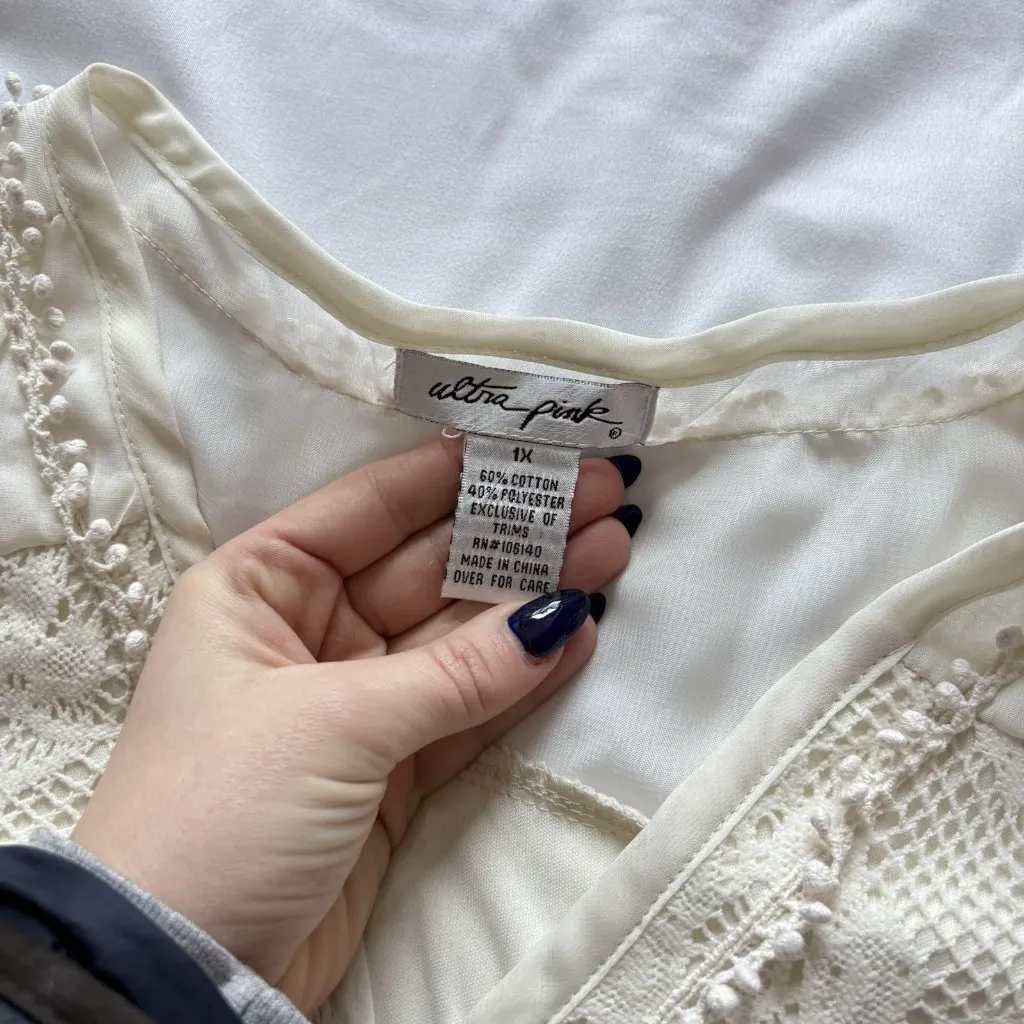 ultra pink ®
1X
60% COTTON
40% POLYESTER
EXCLUSIVE OF
TRIMS
RN#106140
MADE IN CHINA
OVER FOR CARE